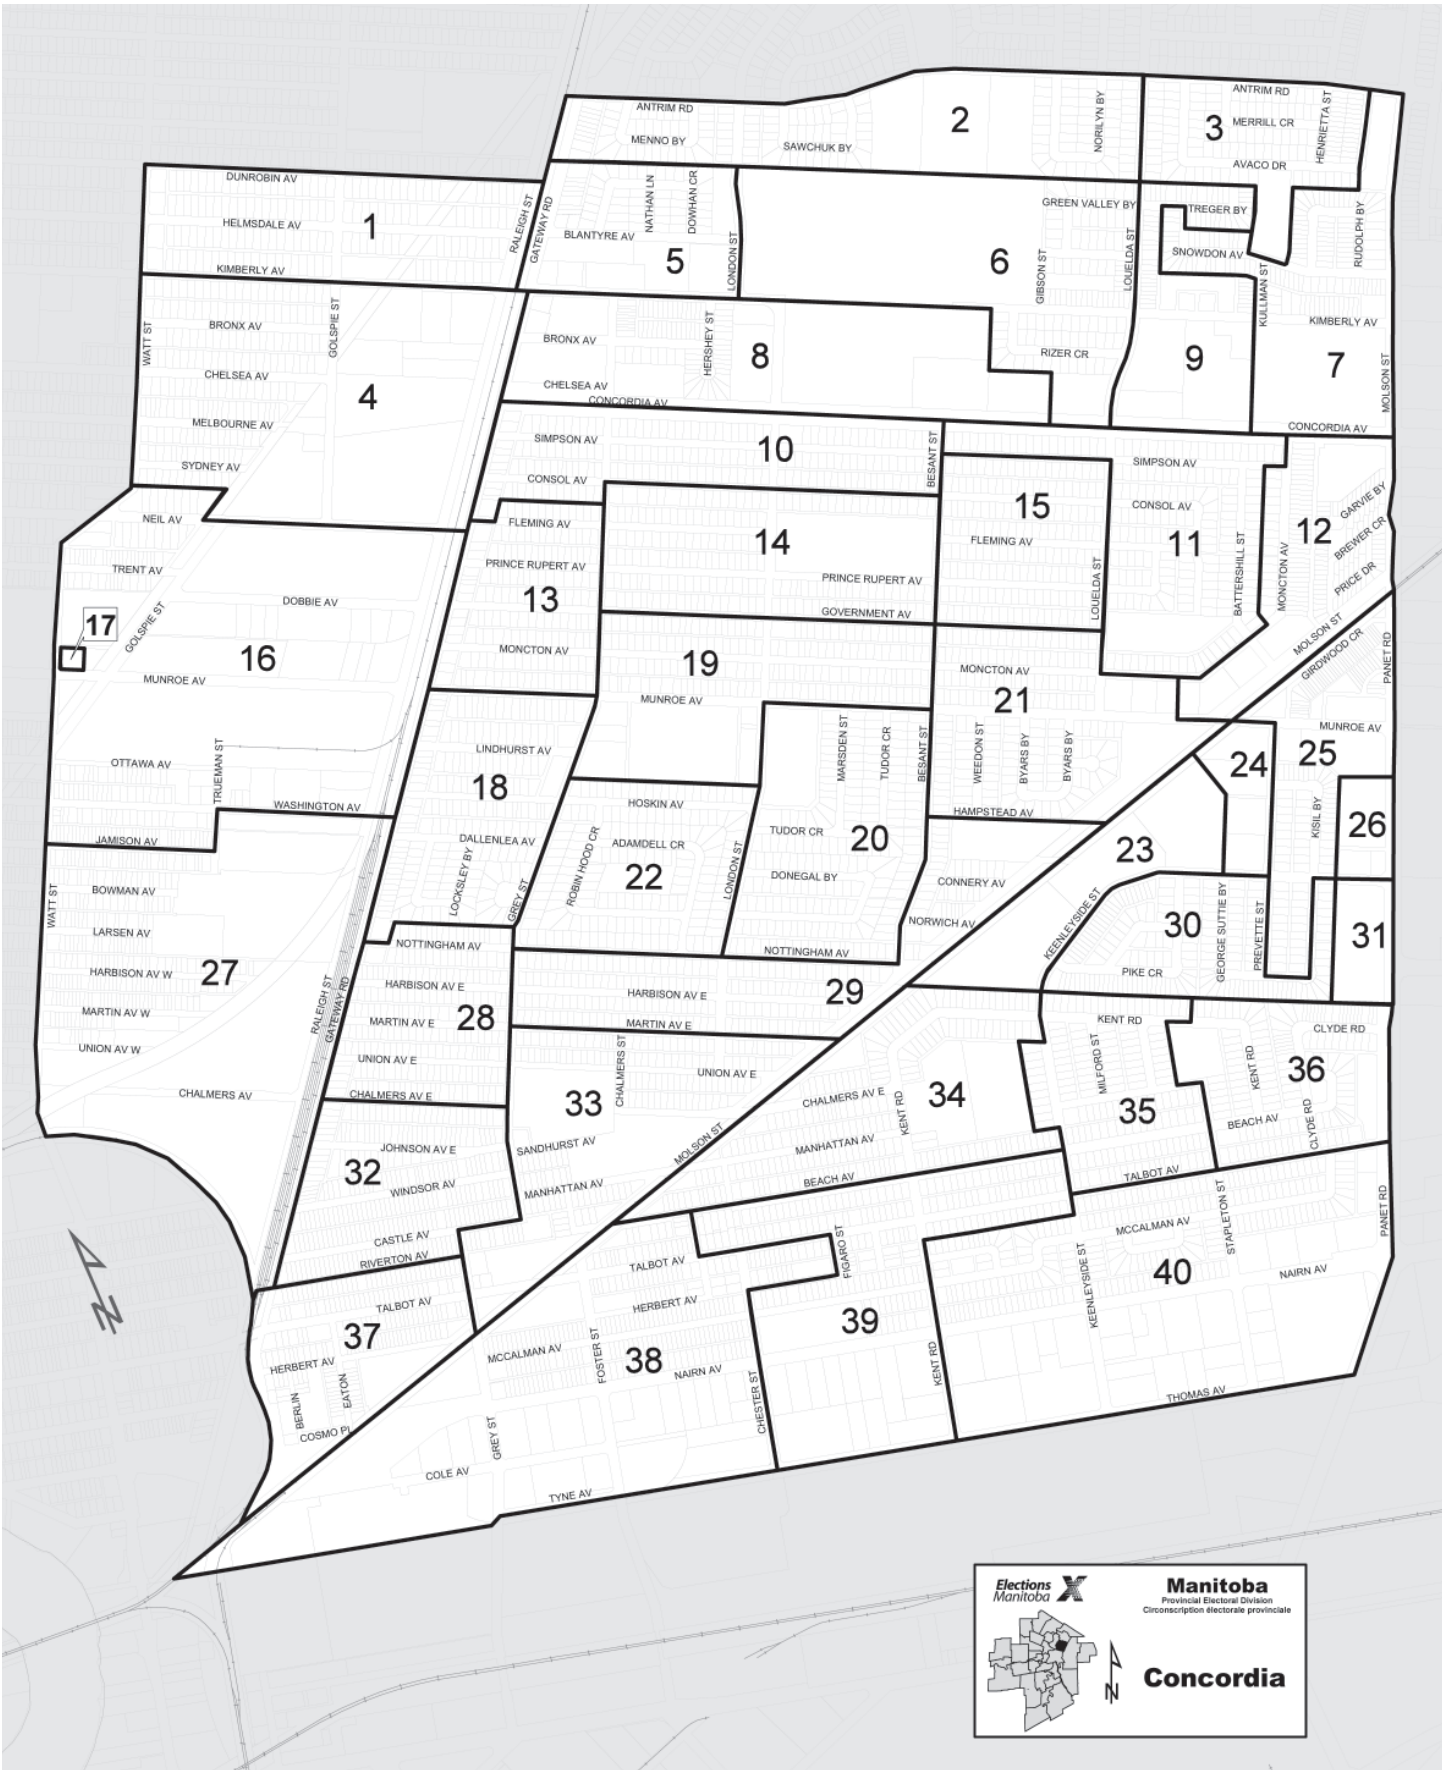 ANTRIM RD
MENNO BY
SAWCHUK BY
2
NORILYN BY
ANTRIM RD
3
MERRILL CR
HENRIETTA ST
AVACO DR
DUNROBIN AV
HELMSDALE AV
1
KIMBERLY AV
RALEIGH ST
GATEWAY RD
NATHAN LN
DOWHAN CR
BLANTYRE AV
5
LONDON ST
6
GREEN VALLEY BY
GIBSON ST
LOUELDA ST
TREGER BY
SNOWDON AV
KULLMAN ST
RUDOLPH BY
KIMBERLY AV
7
MOLSON ST
CONCORDIA AV
WATT ST
BRONX AV
GOLSPIE ST
CHELSEA AV
4
MELBOURNE AV
SYDNEY AV
BRONX AV
HERSHEY ST
8
CHELSEA AV
CONCORDIA AV
RIZER CR
9
SIMPSON AV
10
CONSOL AV
BESANT ST
15
FLEMING AV
LOUELDA ST
SIMPSON AV
CONSOL AV
11
BATTERSHILL ST
MONCTON AV
12
GARVIE BY
BREWER CR
PRICE DR
MOLSON ST
GIRDWOOD CR
PANET RD
NEIL AV
TRENT AV
DOBBIE AV
GOLSPIE ST
17
16
MUNROE AV
OTTAWA AV
TRUEMAN ST
WASHINGTON AV
JAMISON AV
FLEMING AV
PRINCE RUPERT AV
13
MONCTON AV
14
PRINCE RUPERT AV
GOVERNMENT AV
19
MUNROE AV
MONCTON AV
21
WEEDON ST
BYARS BY
BYARS BY
HAMPSTEAD AV
MUNROE AV
25
24
KISIL BY
26
LINDHURST AV
18
DALLENLEA AV
LOCKSLEY BY
GREY ST
HOSKIN AV
ROBIN HOOD CR
ADAMDELL CR
22
LONDON ST
MARSDEN ST
TUDOR CR
BESANT ST
TUDOR CR
20
DONEGAL BY
NOTTINGHAM AV
23
CONNERY AV
NORWICH AV
KEENLEYSIDE ST
30
PIKE CR
GEORGE SUTTIE BY
PREVETTE ST
31
WATT ST
BOWMAN AV
LARSEN AV
HARBISON AV W
27
MARTIN AV W
UNION AV W
CHALMERS AV
RALEIGH ST
GATEWAY RD
NOTTINGHAM AV
HARBISON AV E
MARTIN AV E
28
UNION AV E
CHALMERS AV E
HARBISON AV E
29
MARTIN AV E
CHALMERS ST
UNION AV E
33
SANDHURST AV
MANHATTAN AV
MOLSON ST
CHALMERS AV E
KENT RD
34
MANHATTAN AV
BEACH AV
KENT RD
MILFORD ST
35
TALBOT AV
CLYDE RD
KENT RD
36
BEACH AV
CLYDE RD
JOHNSON AV E
32
WINDSOR AV
CASTLE AV
RIVERTON AV
TALBOT AV
37
HERBERT AV
BERLIN
EATON
COSMO PL
TALBOT AV
HERBERT AV
MCCALMAN AV
FOSTER ST
38
NAIRN AV
GREY ST
COLE AV
TYNE AV
CHESTER ST
FIGARO ST
39
KENT RD
KEENLEYSIDE ST
MCCALMAN AV
STAPLETON ST
40
NAIRN AV
PANET RD
THOMAS AV
N
Elections
Manitoba
Manitoba
Provincial Electoral Division
Circonscription électorale provinciale
N
Concordia